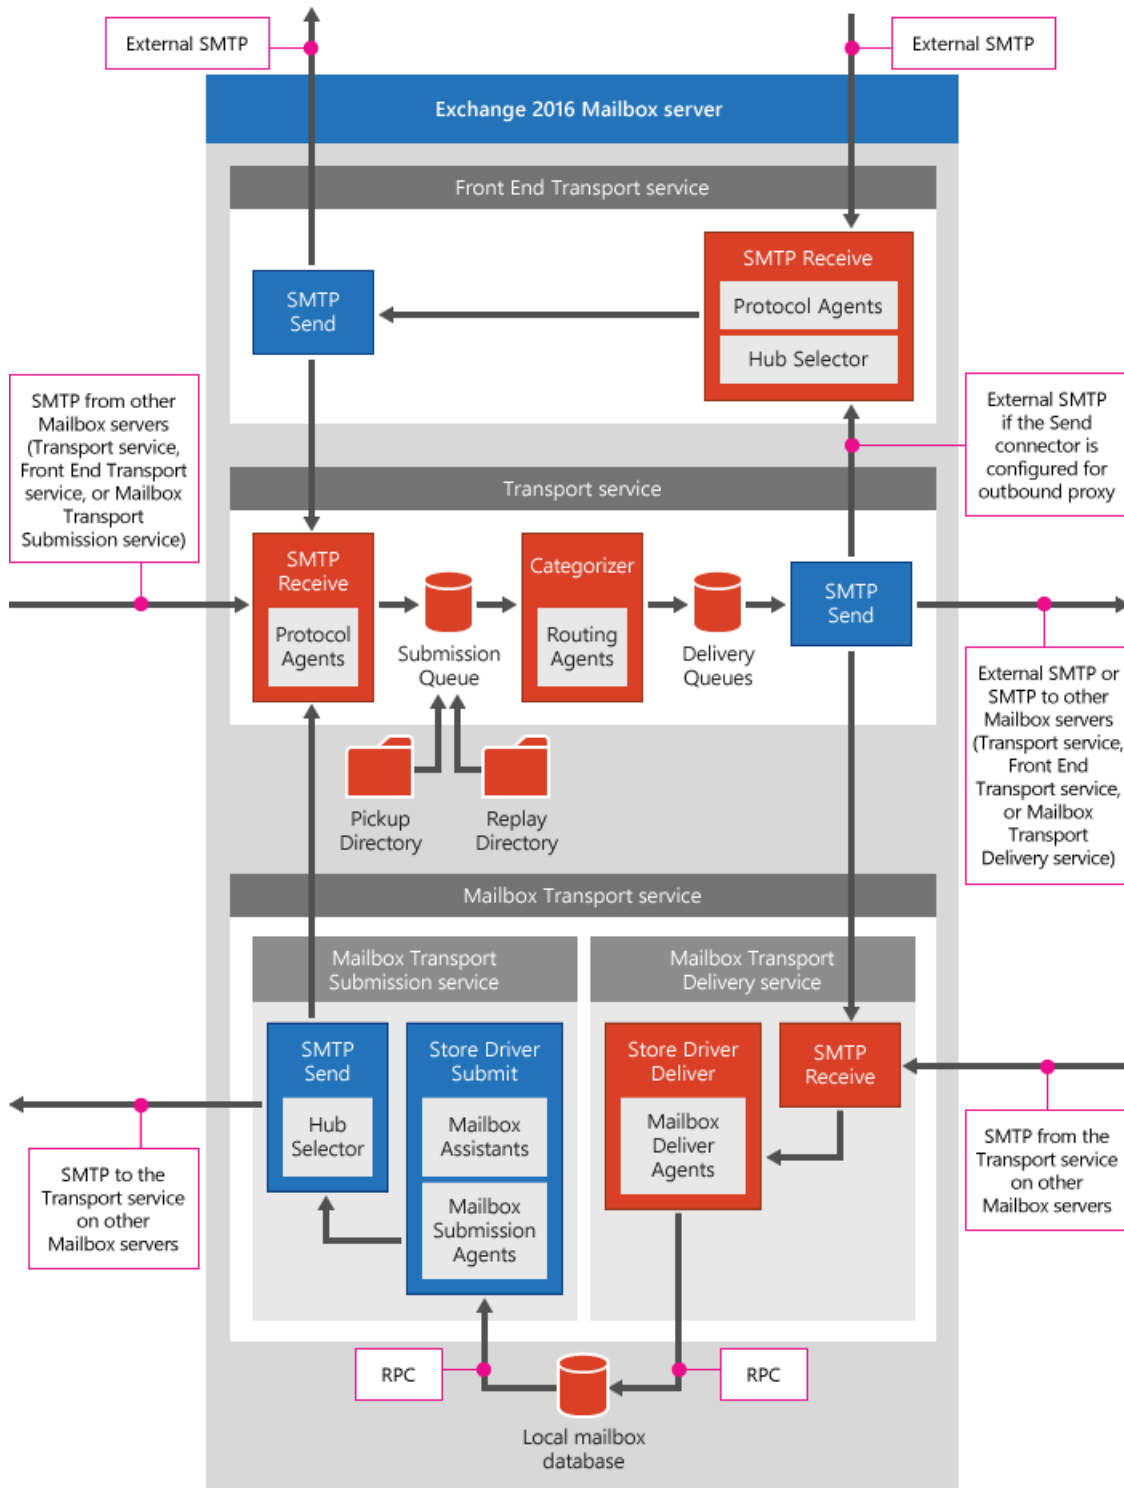 External SMTP
External SMTP
Exchange 2016 Mailbox server
Front End Transport service
SMTP Receive
Protocol Agents
Hub Selector
SMTP
Send
SMTP from other
Mailbox servers
(Transport service,
Front End Transport
service, or Mailbox
Transport
Submission service)
External SMTP
if the Send
connector is
configured for
outbound proxy
Transport service
SMTP
Receive
Protocol
Agents
Submission
Queue
Categorizer
Routing
Agents
Delivery
Queues
SMTP
Send
External SMTP or
SMTP to other
Mailbox servers
(Transport service,
Front End
Transport service,
or Mailbox
Transport
Delivery service)
Pickup
Directory
Replay
Directory
Mailbox Transport service
Mailbox Transport
Submission service
Mailbox Transport
Delivery service
SMTP
Send
Hub
Selector
Store Driver
Submit
Mailbox
Assistants
Mailbox
Submission
Agents
Store Driver
Deliver
Mailbox
Deliver
Agents
SMTP
Receive
SMTP to the
Transport service
on other
Mailbox servers
SMTP from the
Transport service
on other
Mailbox servers
RPC
RPC
Local mailbox
database